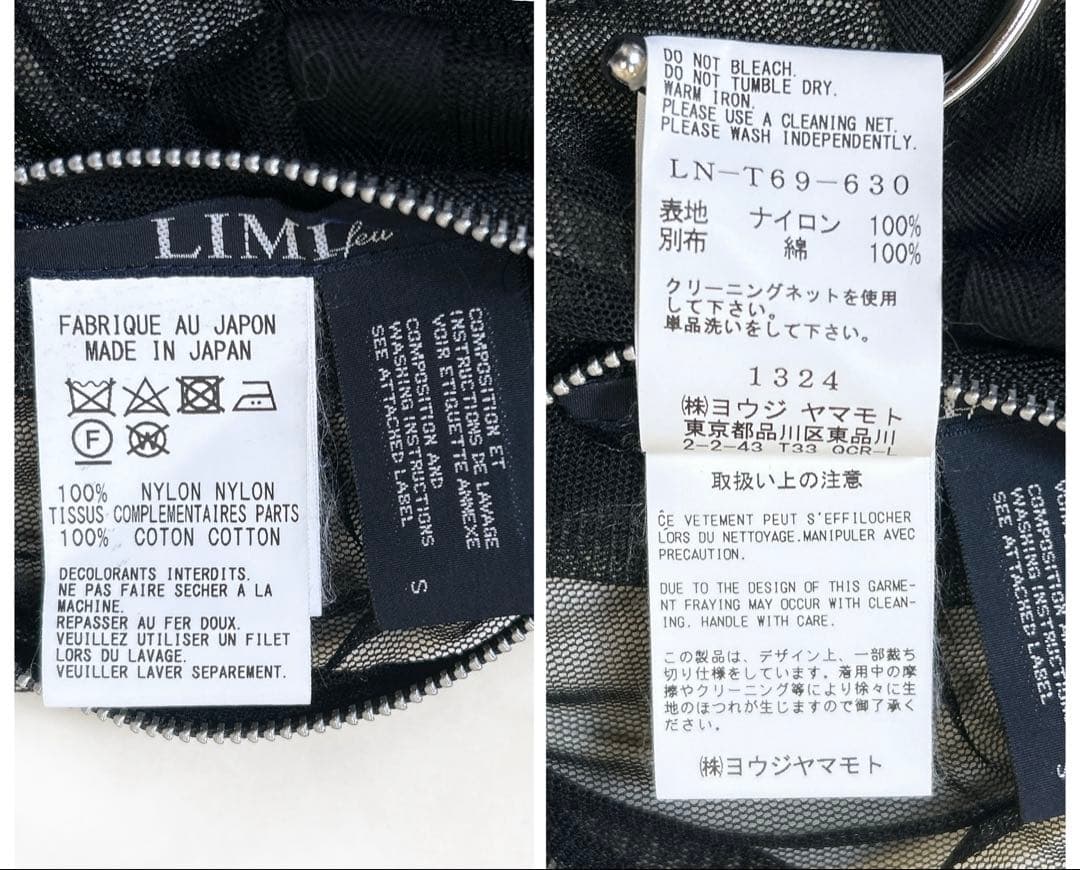 LIMI feu
FABRIQUE AU JAPON
MADE IN JAPAN
F
W
100% NYLON NYLON
TISSUS COMPLEMENTAIRES PARTS
100% COTON COTTON
DECOLORANTS INTERDITS.
NE PAS FAIRE SECHER A LA
MACHINE.
REPASSER AU FER DOUX.
VEUILLEZ UTILISER UN FILET
LORS DU LAVAGE.
VEUILLER LAVER SEPAREMENT.
COMPOSITION ET
INSTRUCTIONS DE LAVAGE
VOIR ETIQUETTE ANNEXE
COMPOSITION AND
WASHING INSTRUCTIONS
SEE ATTACHED LABEL
S
DO NOT BLEACH.
DO NOT TUMBLE DRY.
WARM IRON.
PLEASE USE A CLEANING NET.
PLEASE WASH INDEPENDENTLY.
LN-T69-630
表地 ナイロン 100%
別布 綿 100%
クリーニングネットを使用
して下さい。
単品洗いをして下さい。
1324
㈱ヨウジ ヤマモト
東京都品川区東品川
2-2-43 T33 OCR-L
取扱い上の注意
CE VETEMENT PEUT S'EFFILOCHER
LORS DU NETTOYAGE.MANIPULER AVEC
PRECAUTION.
DUE TO THE DESIGN OF THIS GARME-
NT FRAYING MAY OCCUR WITH CLEAN-
ING. HANDLE WITH CARE.
この製品は、デザイン上、一部裁ち
切り仕様をしています。着用中の摩
擦やクリーニング等により徐々に生
地のほつれが生じますので御了承く
ださい。
㈱ヨウジヤマモト
WASHING INSTRUCTIONS
SEE ATTACHED LABEL
S